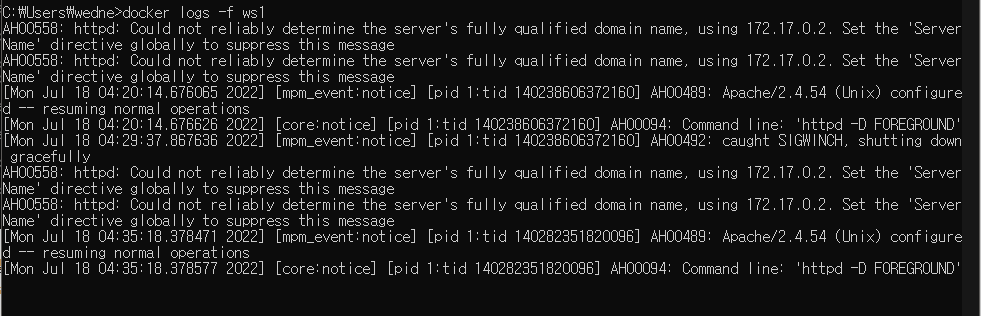 C:₩Users₩wedne>docker logs -f ws1
AH00558: httpd: Could not reliably determine the server's fully qualified domain name, using 172.17.0.2. Set the 'Server
Name' directive globally to suppress this message
AH00558: httpd: Could not reliably determine the server's fully qualified domain name, using 172.17.0.2. Set the 'Server
Name' directive globally to suppress this message
[Mon Jul 18 04:20:14.676065 2022] [mpm_event:notice] [pid 1:tid 140238606372160] AH00489: Apache/2.4.54 (Unix) configure
d -- resuming normal operations
[Mon Jul 18 04:20:14.676626 2022] [core:notice] [pid 1:tid 140238606372160] AH00094: Command line: 'httpd -D FOREGROUND'
[Mon Jul 18 04:29:37.867636 2022] [mpm_event:notice] [pid 1:tid 140238606372160] AH00492: caught SIGWINCH, shutting down
 gracefully
AH00558: httpd: Could not reliably determine the server's fully qualified domain name, using 172.17.0.2. Set the 'Server
Name' directive globally to suppress this message
AH00558: httpd: Could not reliably determine the server's fully qualified domain name, using 172.17.0.2. Set the 'Server
Name' directive globally to suppress this message
[Mon Jul 18 04:35:18.378471 2022] [mpm_event:notice] [pid 1:tid 140282351820096] AH00489: Apache/2.4.54 (Unix) configure
d -- resuming normal operations
[Mon Jul 18 04:35:18.378577 2022] [core:notice] [pid 1:tid 140282351820096] AH00094: Command line: 'httpd -D FOREGROUND'